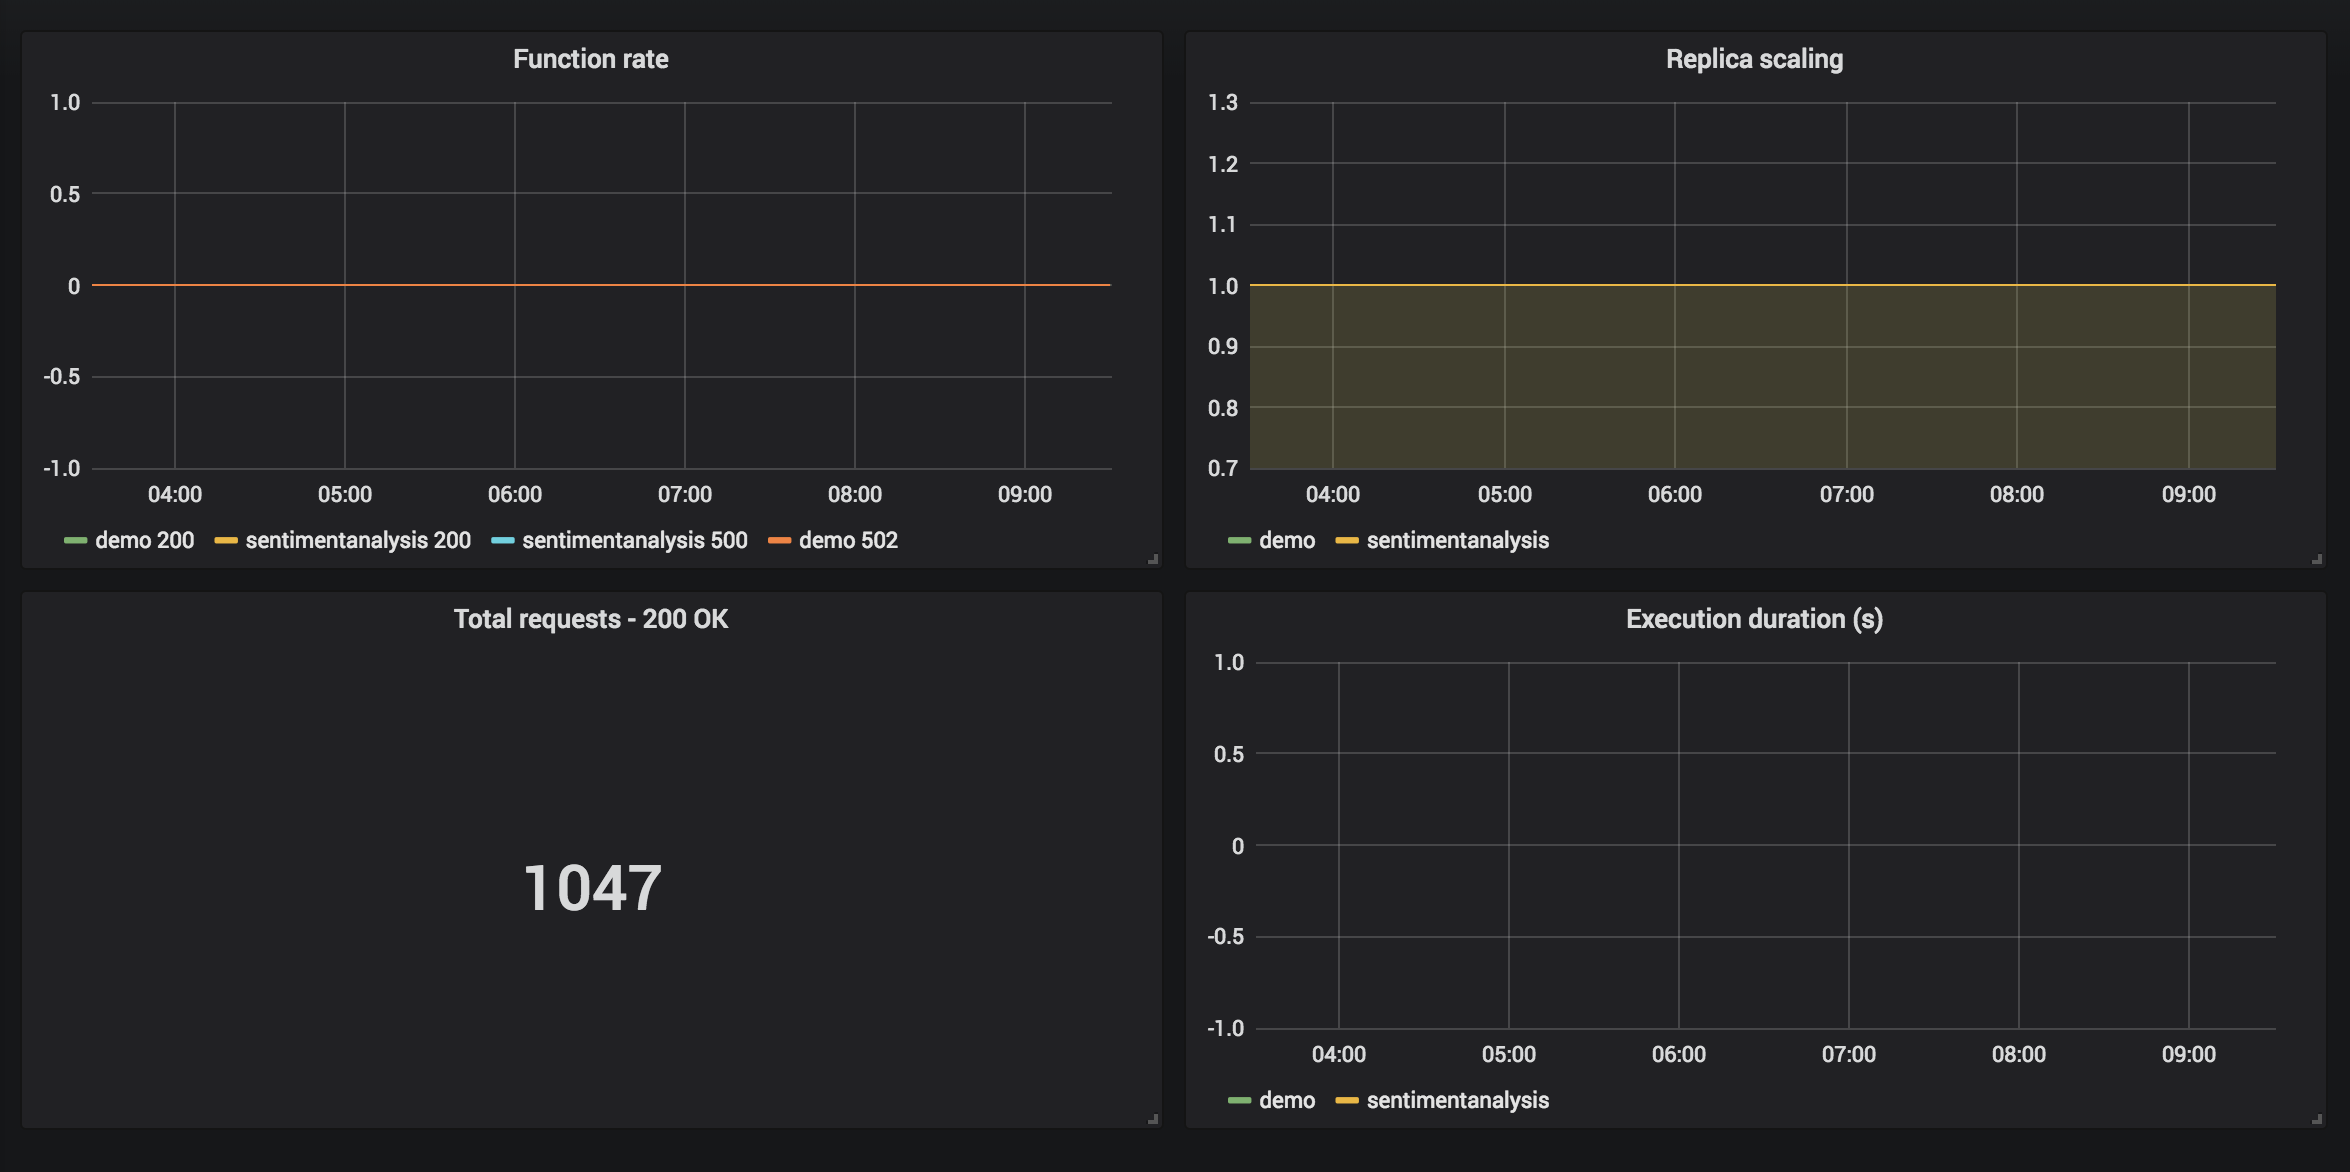 Function rate
1.0
0.5
0
-0.5
-1.0
04:00 05:00 06:00 07:00 08:00 09:00
demo 200 sentimentanalysis 200 sentimentanalysis 500 demo 502
Replica scaling
1.3
1.2
1.1
1.0
0.9
0.8
0.7
04:00 05:00 06:00 07:00 08:00 09:00
demo sentimentanalysis
Total requests - 200 OK
1047
Execution duration (s)
1.0
0.5
0
-0.5
-1.0
04:00 05:00 06:00 07:00 08:00 09:00
demo sentimentanalysis